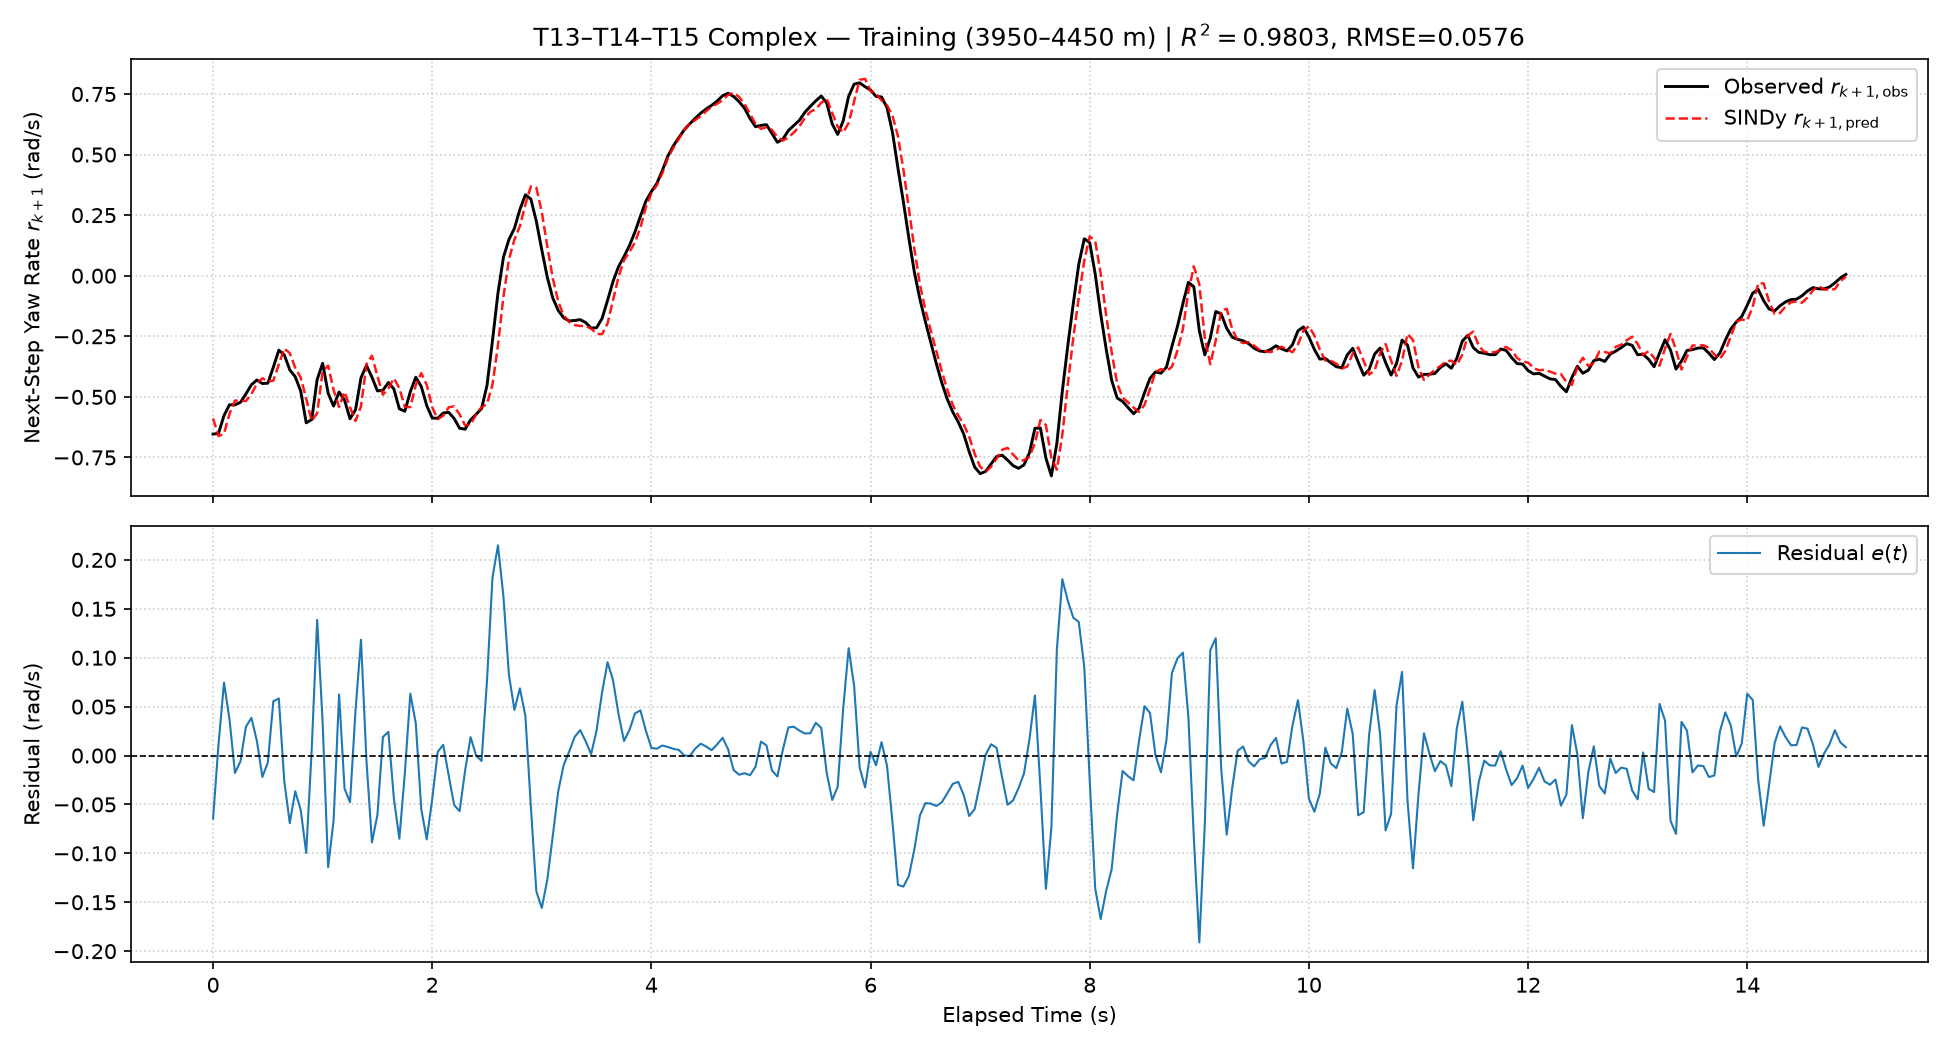 T13–T14–T15 Complex — Training (3950–4450 m) | R² = 0.9803, RMSE=0.0576
Next-Step Yaw Rate rₖ₊₁ (rad/s)
0.75
0.50
0.25
0.00
−0.25
−0.50
−0.75
Observed r_{k+1,obs}
SINDy r_{k+1,pred}
Residual (rad/s)
0.20
0.15
0.10
0.05
0.00
−0.05
−0.10
−0.15
−0.20
Residual e(t)
0 2 4 6 8 10 12 14
Elapsed Time (s)